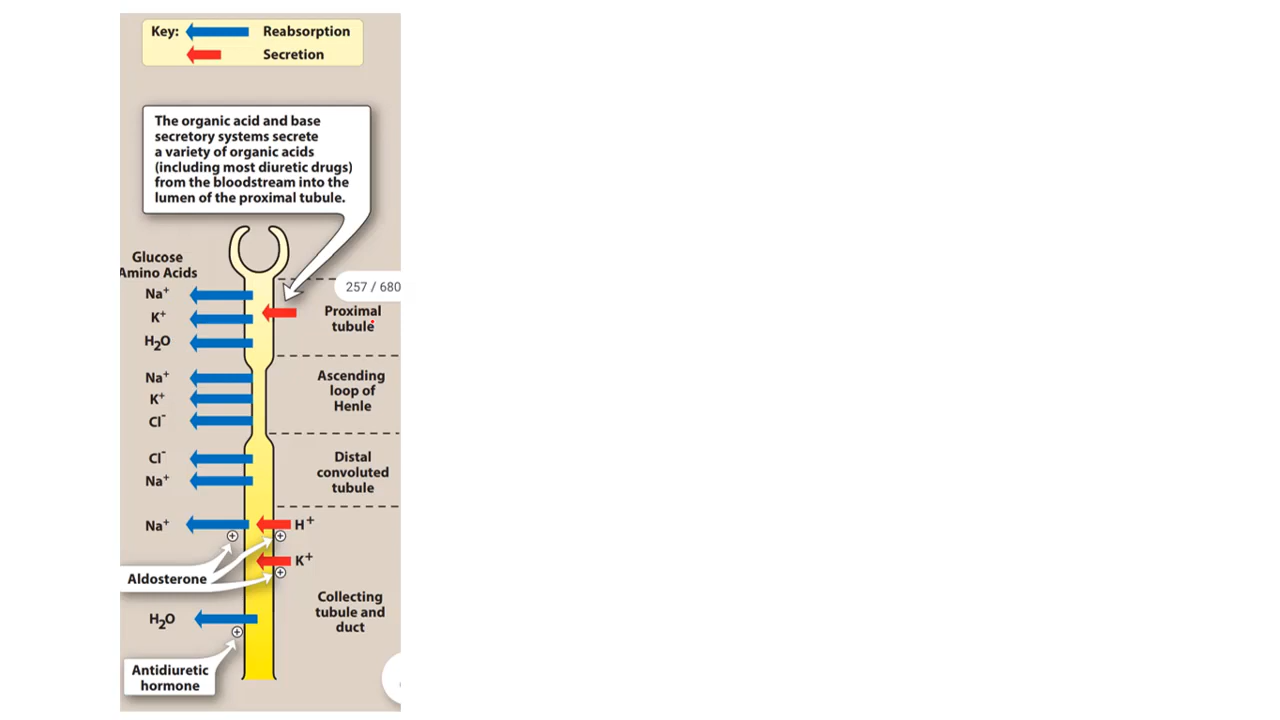 Key: Reabsorption
Secretion
The organic acid and base
secretory systems secrete
a variety of organic acids
(including most diuretic drugs)
from the bloodstream into the
lumen of the proximal tubule.
Glucose
Amino Acids
Na⁺
K⁺
H₂O
257 / 680
Proximal
tubule
Na⁺
K⁺
Cl⁻
Ascending
loop of
Henle
Cl⁻
Na⁺
Distal
convoluted
tubule
Na⁺
H⁺
K⁺
Aldosterone
H₂O
Collecting
tubule and
duct
Antidiuretic
hormone